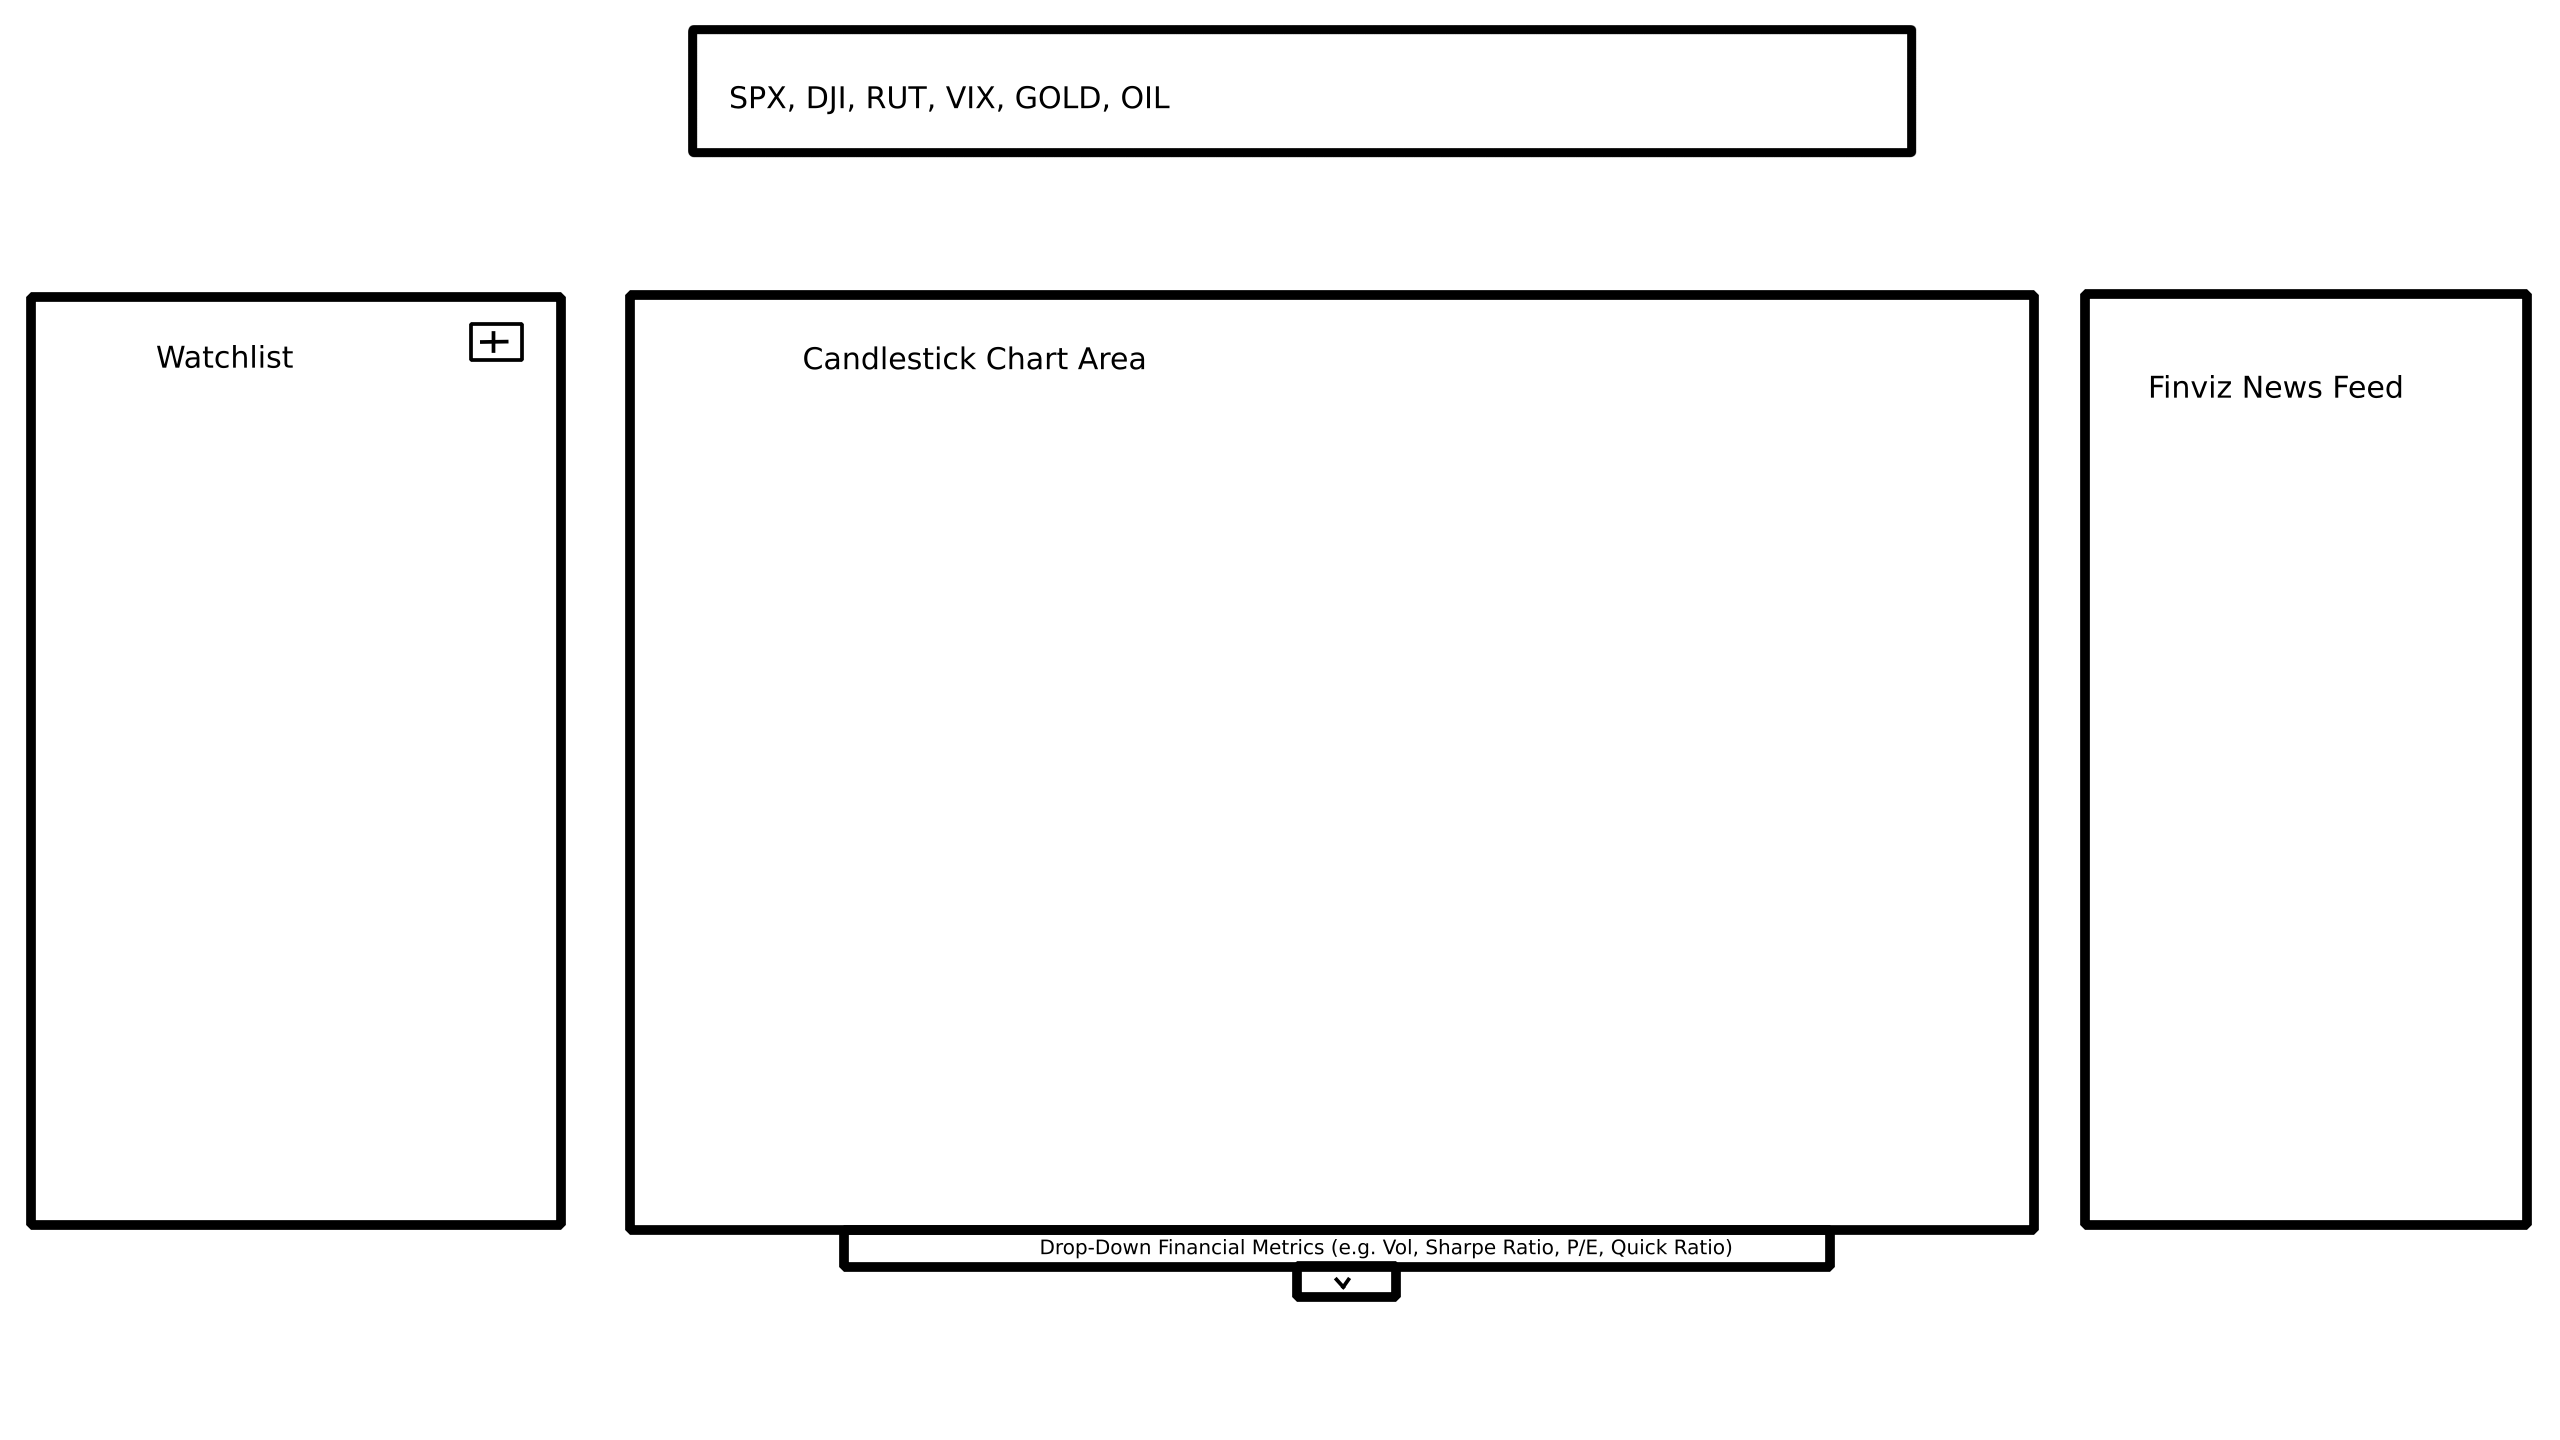 SPX, DJI, RUT, VIX, GOLD, OIL
Watchlist
Candlestick Chart Area
Finviz News Feed
Drop-Down Financial Metrics (e.g. Vol, Sharpe Ratio, P/E, Quick Ratio)